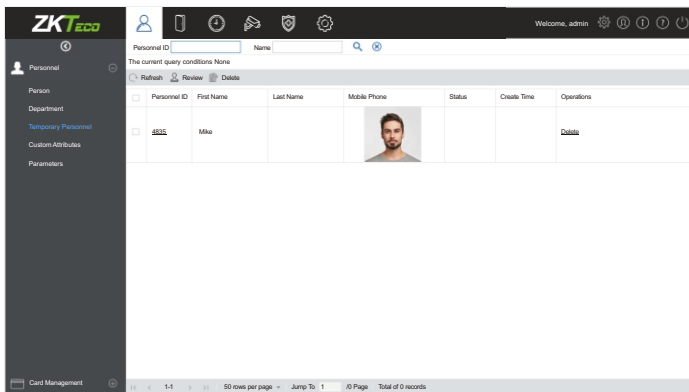 ZKTeco
Welcome, admin
Personnel ID Name
The current query conditions None
Personnel
Refresh Review Delete
Person
Department
Temporary Personnel
Custom Attributes
Parameters
Personnel ID First Name Last Name Mobile Phone Status Create Time Operations
4835 Mike Delete
Card Management
1-1 50 rows per page Jump To 1 /0 Page Total of 0 records